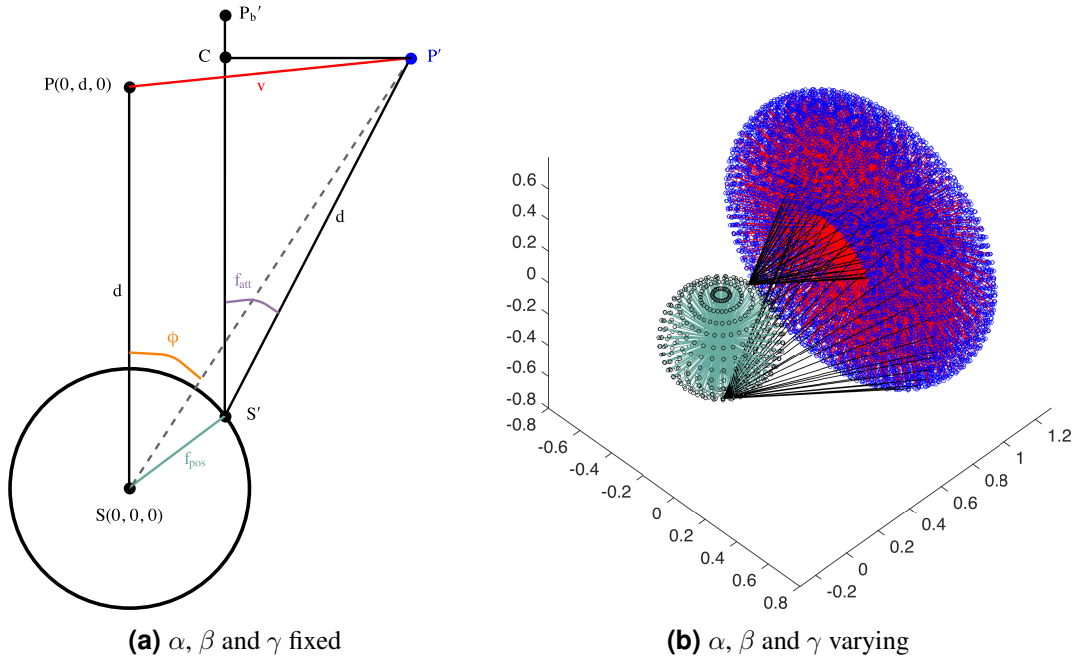 P_b′
C
P′
P(0, d, 0)
v
d
d
f_att
ϕ
S′
f_pos
S(0, 0, 0)
(a) α, β and γ fixed
0.6
0.4
0.2
0
-0.2
-0.4
-0.6
-0.8
-0.8
-0.6
-0.4
-0.2
0
0.2
0.4
0.6
0.8
-0.2
0
0.2
0.4
0.6
0.8
1
1.2
(b) α, β and γ varying